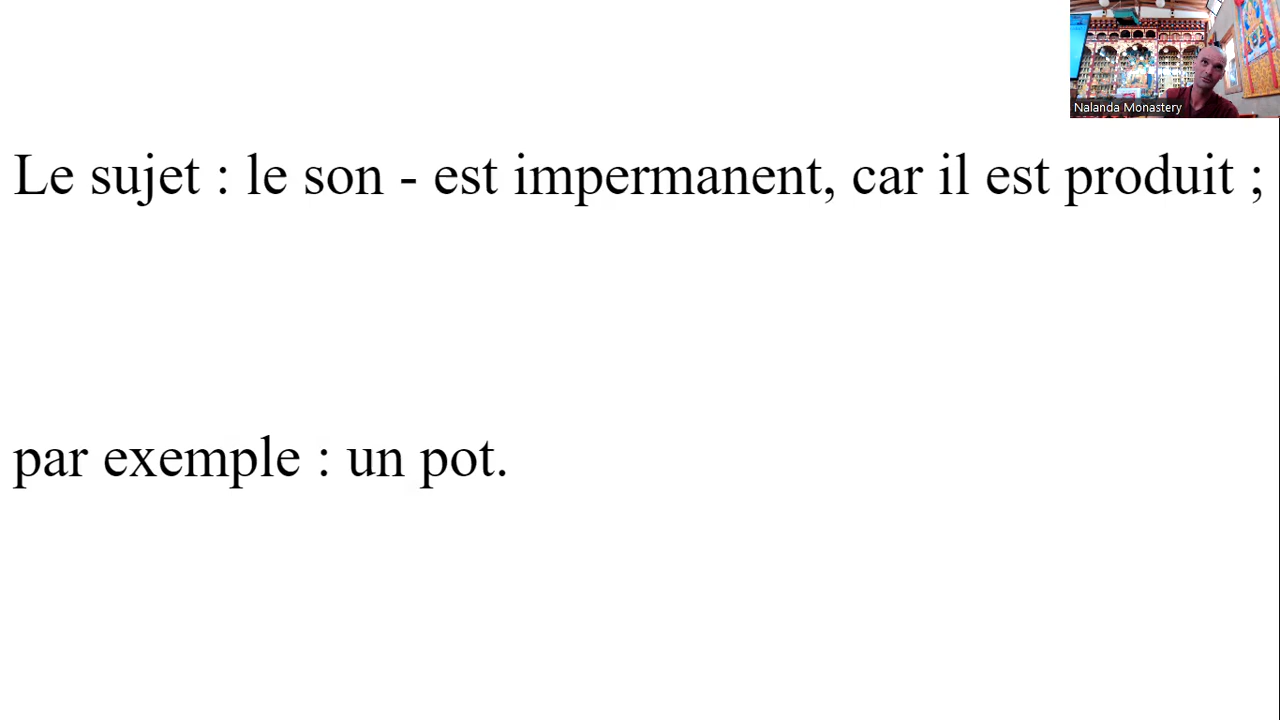 Nalanda Monastery
Le sujet : le son - est impermanent, car il est produit ;
par exemple : un pot.